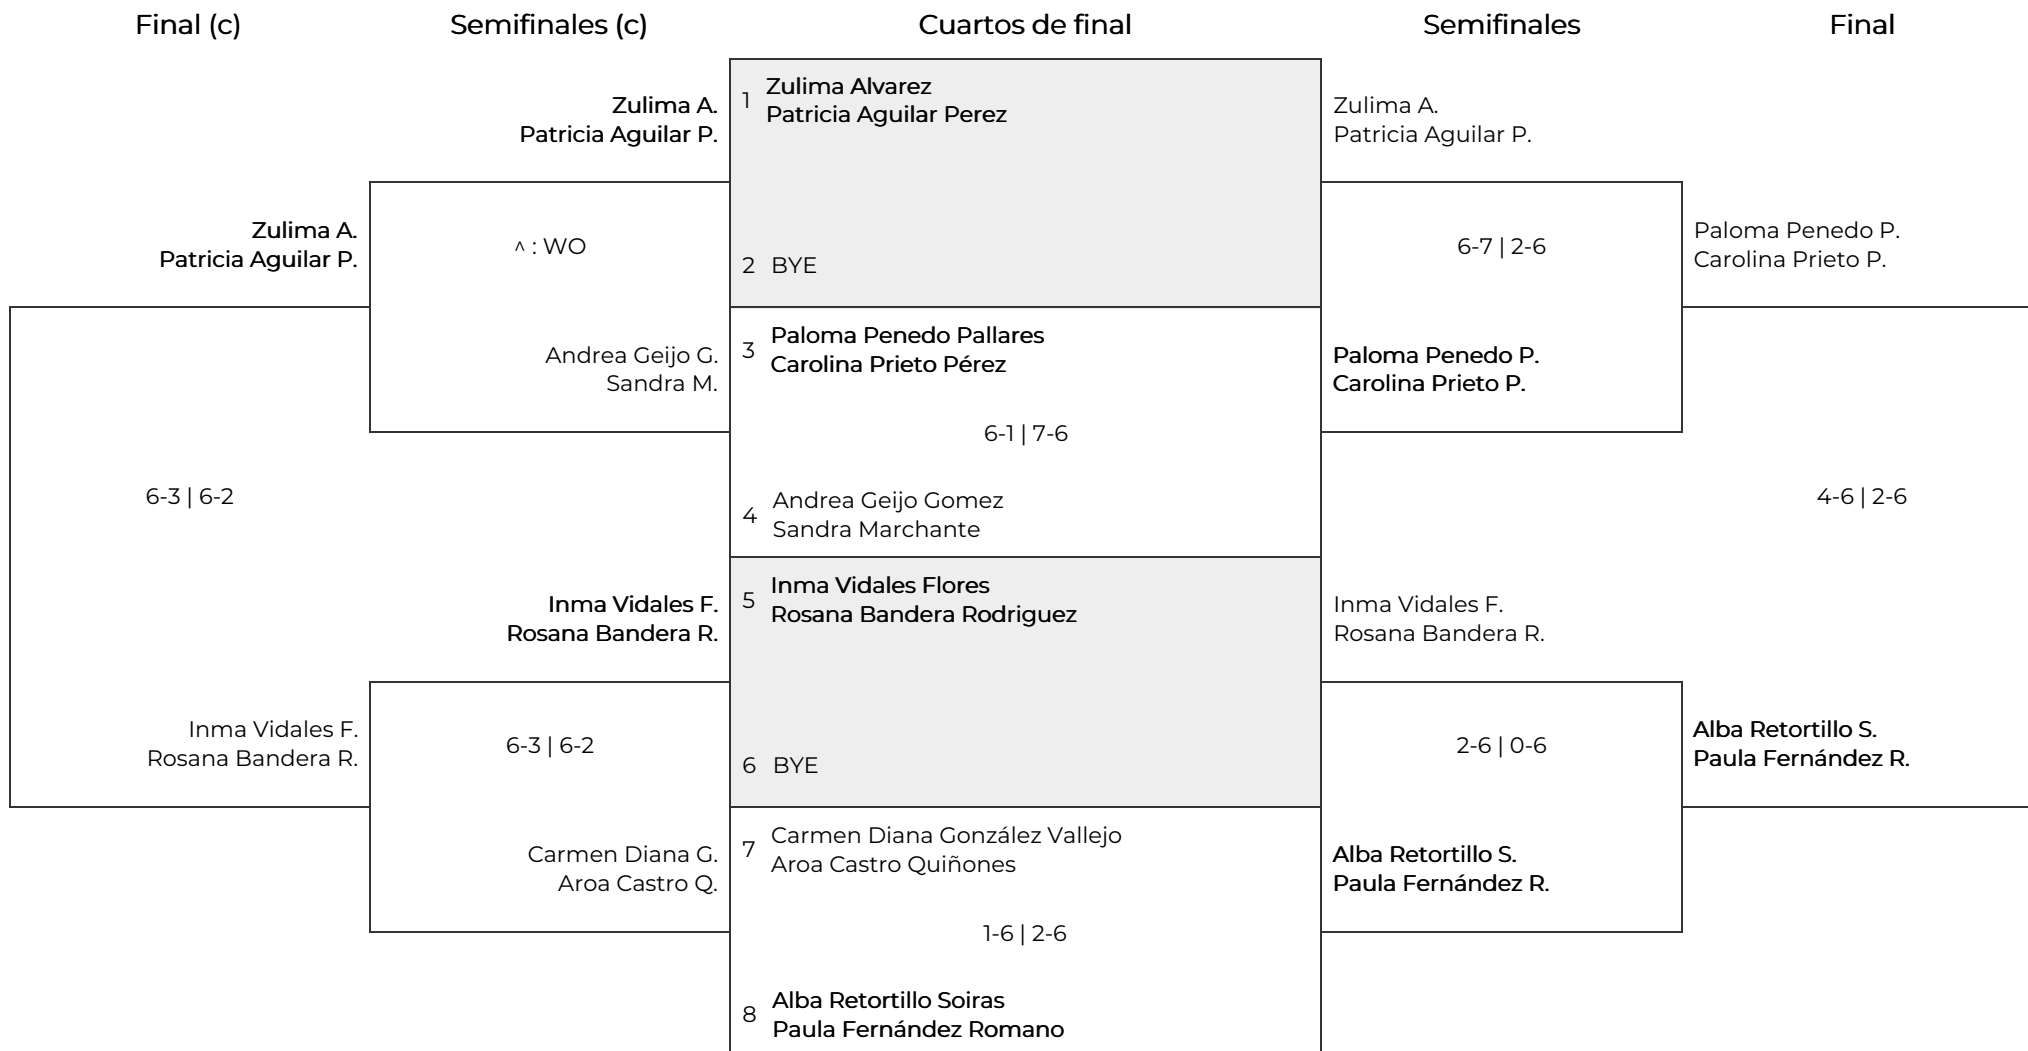 Final (c)
Semifinales (c)
Cuartos de final
Semifinales
Final
Zulima A.
Patricia Aguilar P.
Zulima A.
Patricia Aguilar P.
^ : WO
Andrea Geijo G.
Sandra M.
6-3 | 6-2
Inma Vidales F.
Rosana Bandera R.
Inma Vidales F.
Rosana Bandera R.
6-3 | 6-2
Carmen Diana G.
Aroa Castro Q.
1 Zulima Alvarez
Patricia Aguilar Perez
2 BYE
3 Paloma Penedo Pallares
Carolina Prieto Pérez
6-1 | 7-6
4 Andrea Geijo Gomez
Sandra Marchante
5 Inma Vidales Flores
Rosana Bandera Rodriguez
6 BYE
7 Carmen Diana González Vallejo
Aroa Castro Quiñones
1-6 | 2-6
8 Alba Retortillo Soiras
Paula Fernández Romano
Zulima A.
Patricia Aguilar P.
6-7 | 2-6
Paloma Penedo P.
Carolina Prieto P.
Inma Vidales F.
Rosana Bandera R.
2-6 | 0-6
Alba Retortillo S.
Paula Fernández R.
Paloma Penedo P.
Carolina Prieto P.
4-6 | 2-6
Alba Retortillo S.
Paula Fernández R.